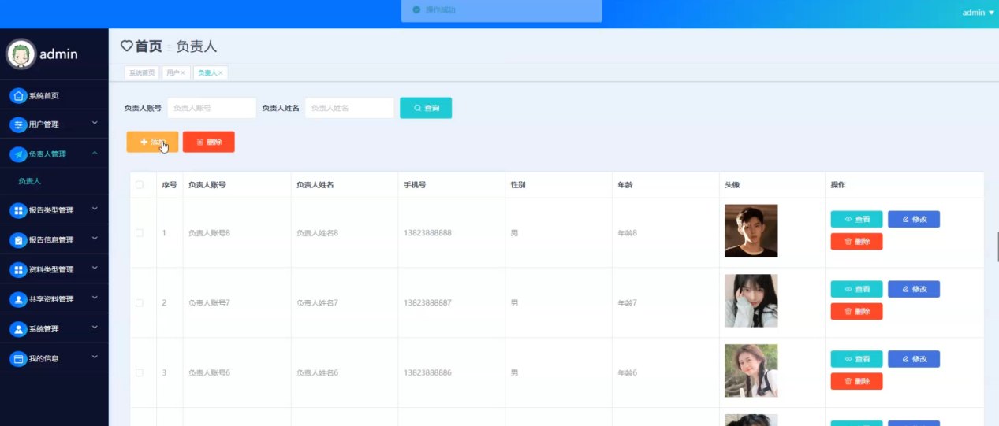 操作成功
admin
admin
首页 负责人
系统首页 用户× 负责人×
系统首页
用户管理
负责人管理
负责人
报告类型管理
报告信息管理
资料类型管理
共享资料管理
系统管理
我的信息
负责人账号 负责人账号 负责人姓名 负责人姓名 查询
添加 删除
序号 负责人账号 负责人姓名 手机号 性别 年龄 头像 操作
1 负责人账号8 负责人姓名8 13823888888 男 年龄8 查看 修改
删除
2 负责人账号7 负责人姓名7 13823888887 男 年龄7 查看 修改
删除
3 负责人账号6 负责人姓名6 13823888886 男 年龄6 查看 修改
删除